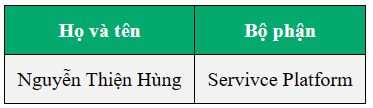 Họ và tên Bộ phận
Nguyễn Thiện Hùng Servivce Platform